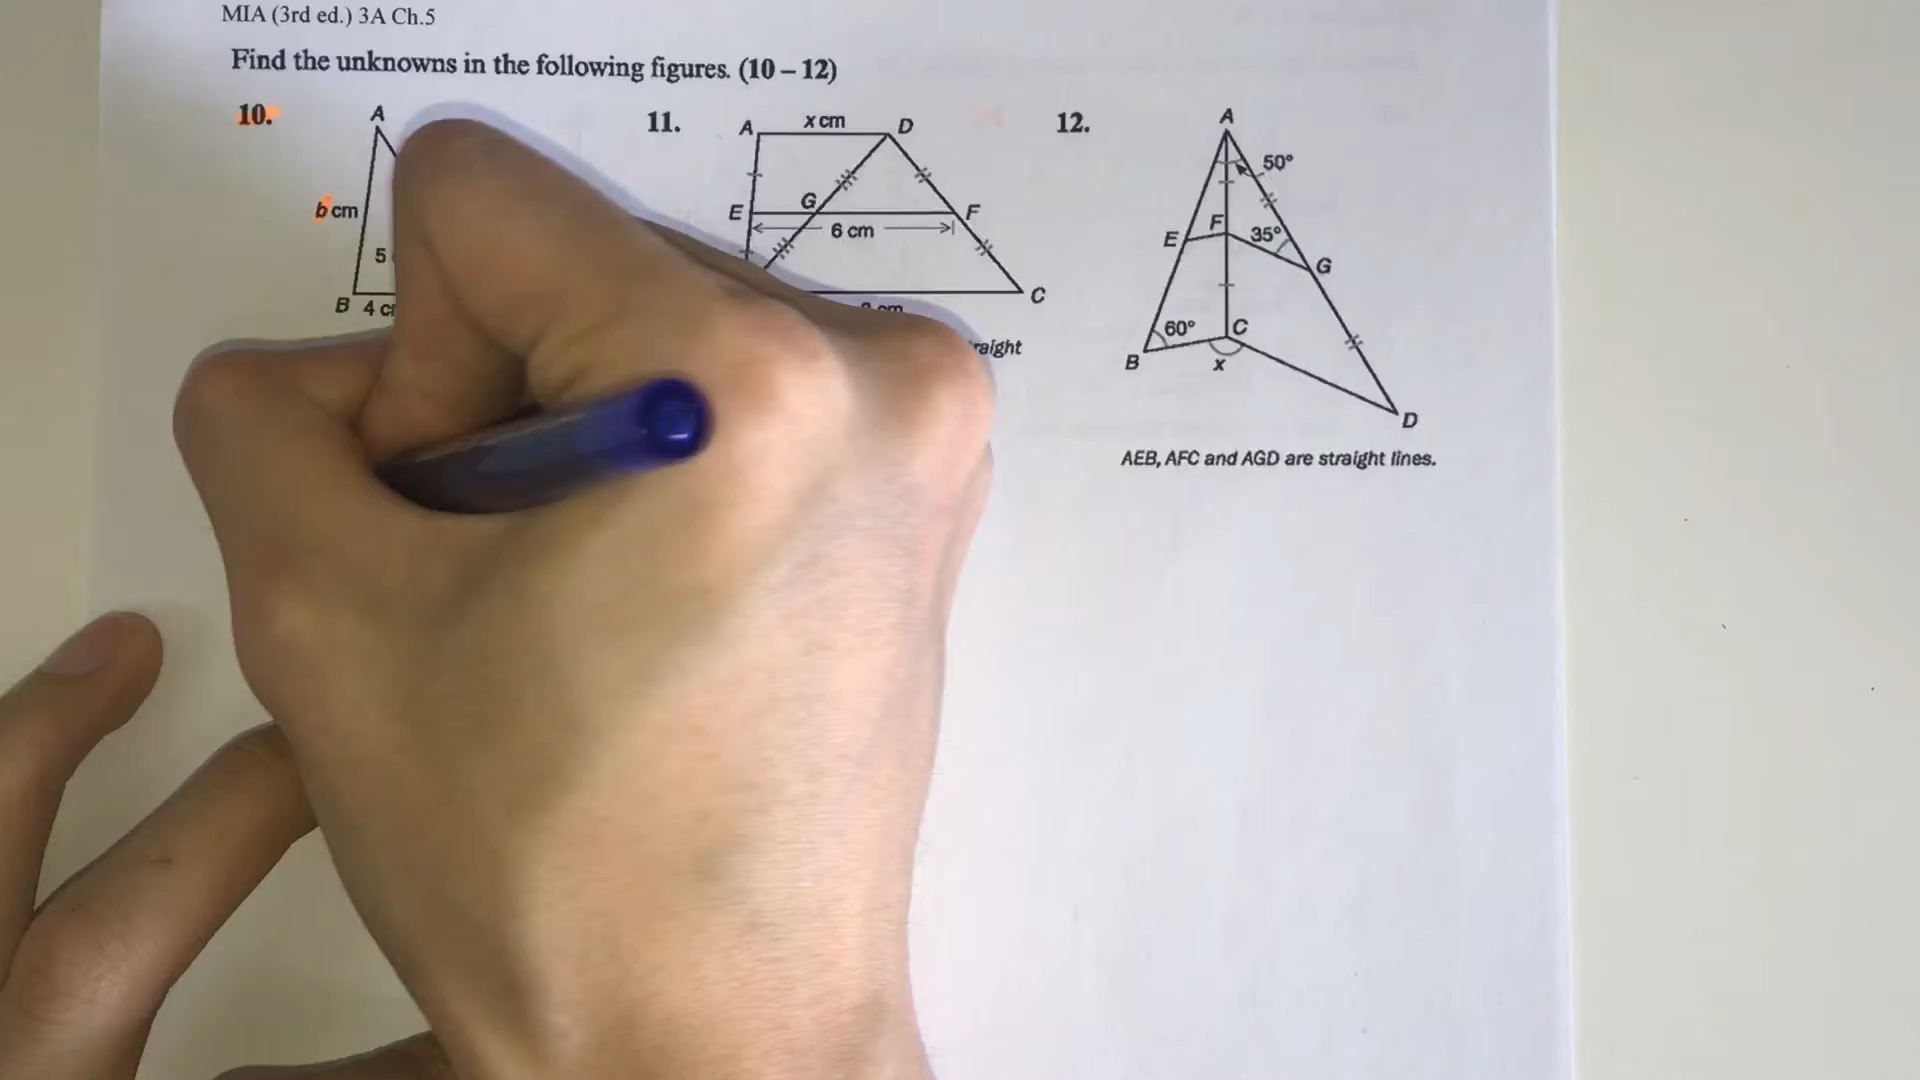 MIA (3rd ed.) 3A Ch.5
Find the unknowns in the following figures. (10 – 12)
10.
A
b cm
5
B 4
11.
A x cm D
E G F
6 cm
C
cm
12.
A
50°
E F 35°
G
60° C
B x
D
AEB, AFC and AGD are straight lines.